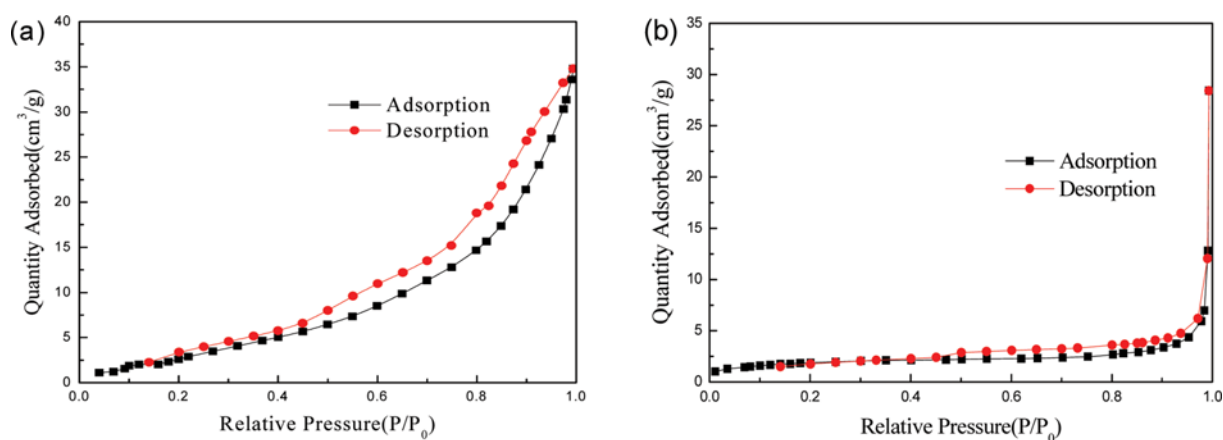 (a)
40
35
30
25
20
15
10
5
0
Quantity Adsorbed(cm³/g)
Adsorption
Desorption
0.0 0.2 0.4 0.6 0.8 1.0
Relative Pressure(P/P₀)
(b)
35
30
25
20
15
10
5
0
Quantity Adsorbed(cm³/g)
Adsorption
Desorption
0.0 0.2 0.4 0.6 0.8 1.0
Relative Pressure(P/P₀)